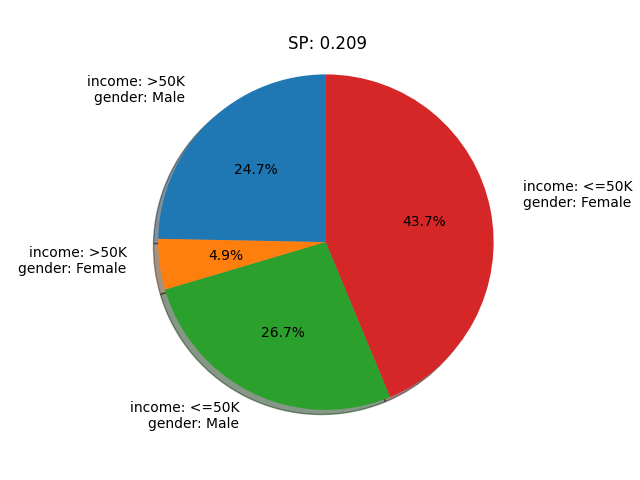 SP: 0.209
income: >50K
gender: Male
24.7%
income: <=50K
gender: Female
43.7%
income: >50K
gender: Female
4.9%
26.7%
income: <=50K
gender: Male